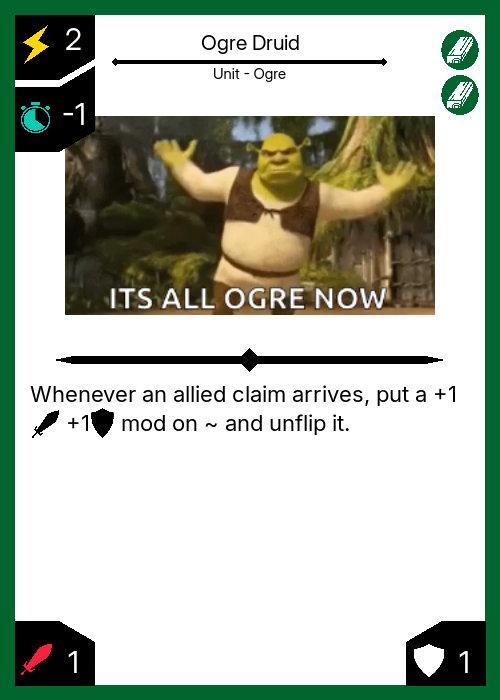 2
Ogre Druid
Unit - Ogre
-1
ITS ALL OGRE NOW
Whenever an allied claim arrives, put a +1
+1 mod on ~ and unflip it.
1
1